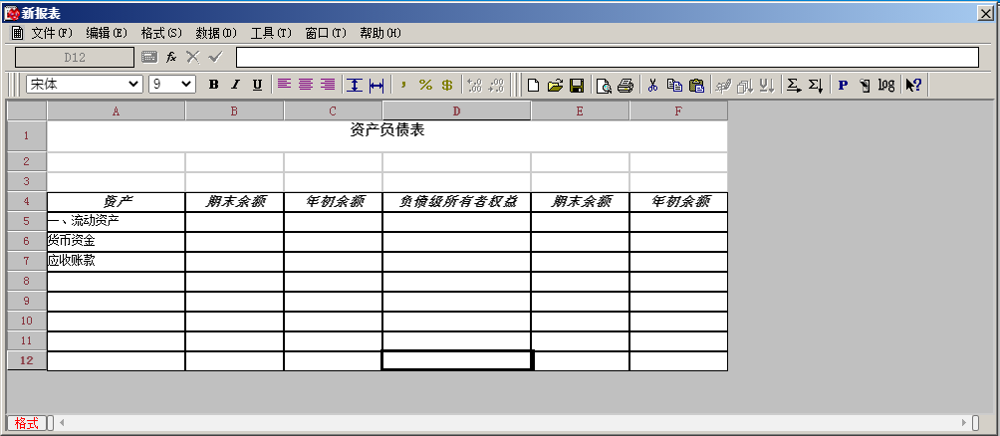 新报表
文件(F) 编辑(E) 格式(S) 数据(D) 工具(T) 窗口(T) 帮助(H)
D12 fx
宋体 9 B I U , % $ .00 .00 Σ Σ P log ?
A B C D E F
1 资产负债表
2
3
4 资产 期末余额 年初余额 负债级所有者权益 期末余额 年初余额
5 一、流动资产
6 货币资金
7 应收账款
8
9
10
11
12
格式